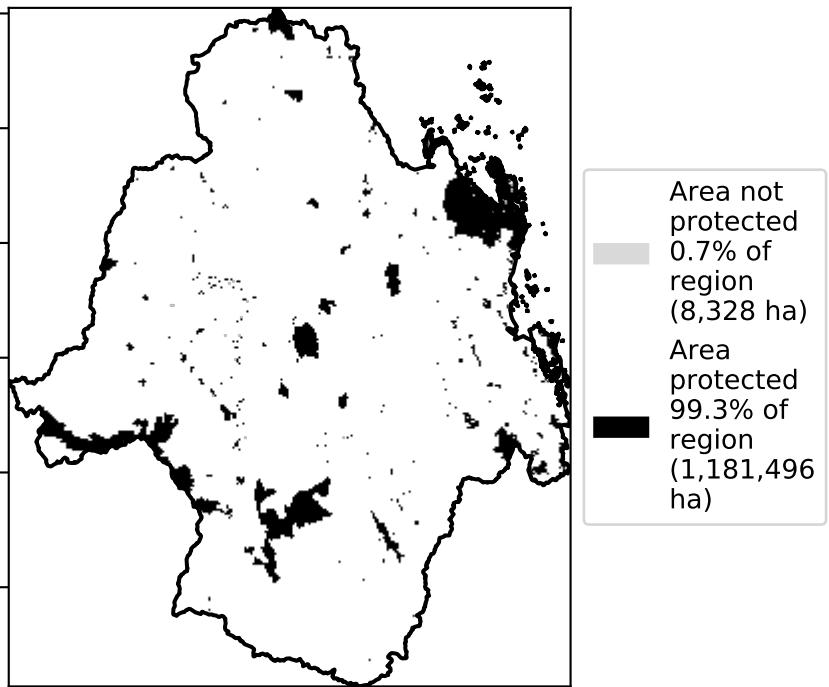 Area not
protected
0.7% of
region
(8,328 ha)
Area
protected
99.3% of
region
(1,181,496
ha)